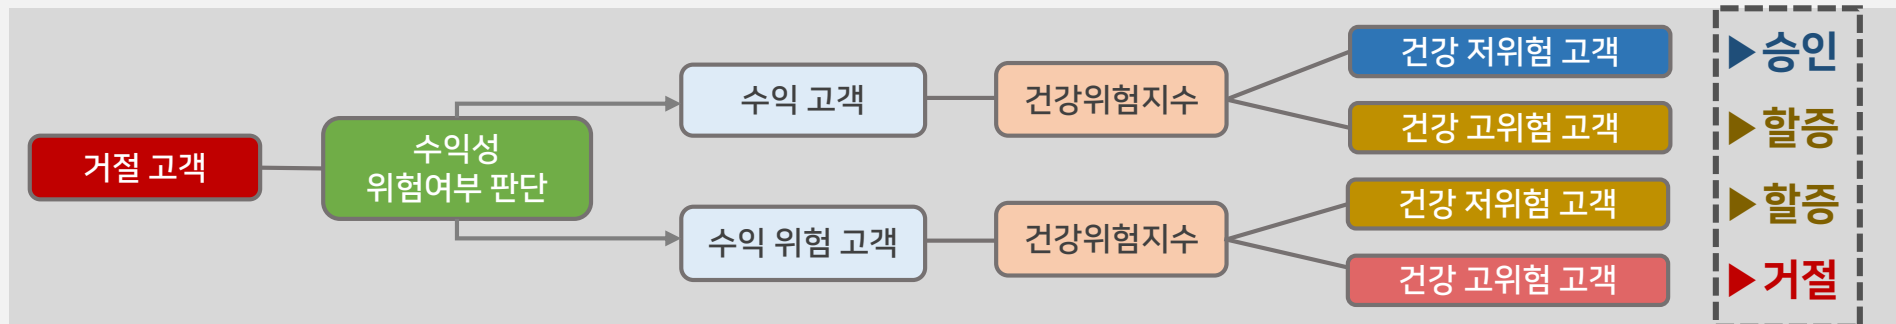 거절 고객
수익성
위험여부 판단
수익 고객
건강위험지수
건강 저위험 고객
▶승인
건강 고위험 고객
▶할증
수익 위험 고객
건강위험지수
건강 저위험 고객
▶할증
건강 고위험 고객
▶거절